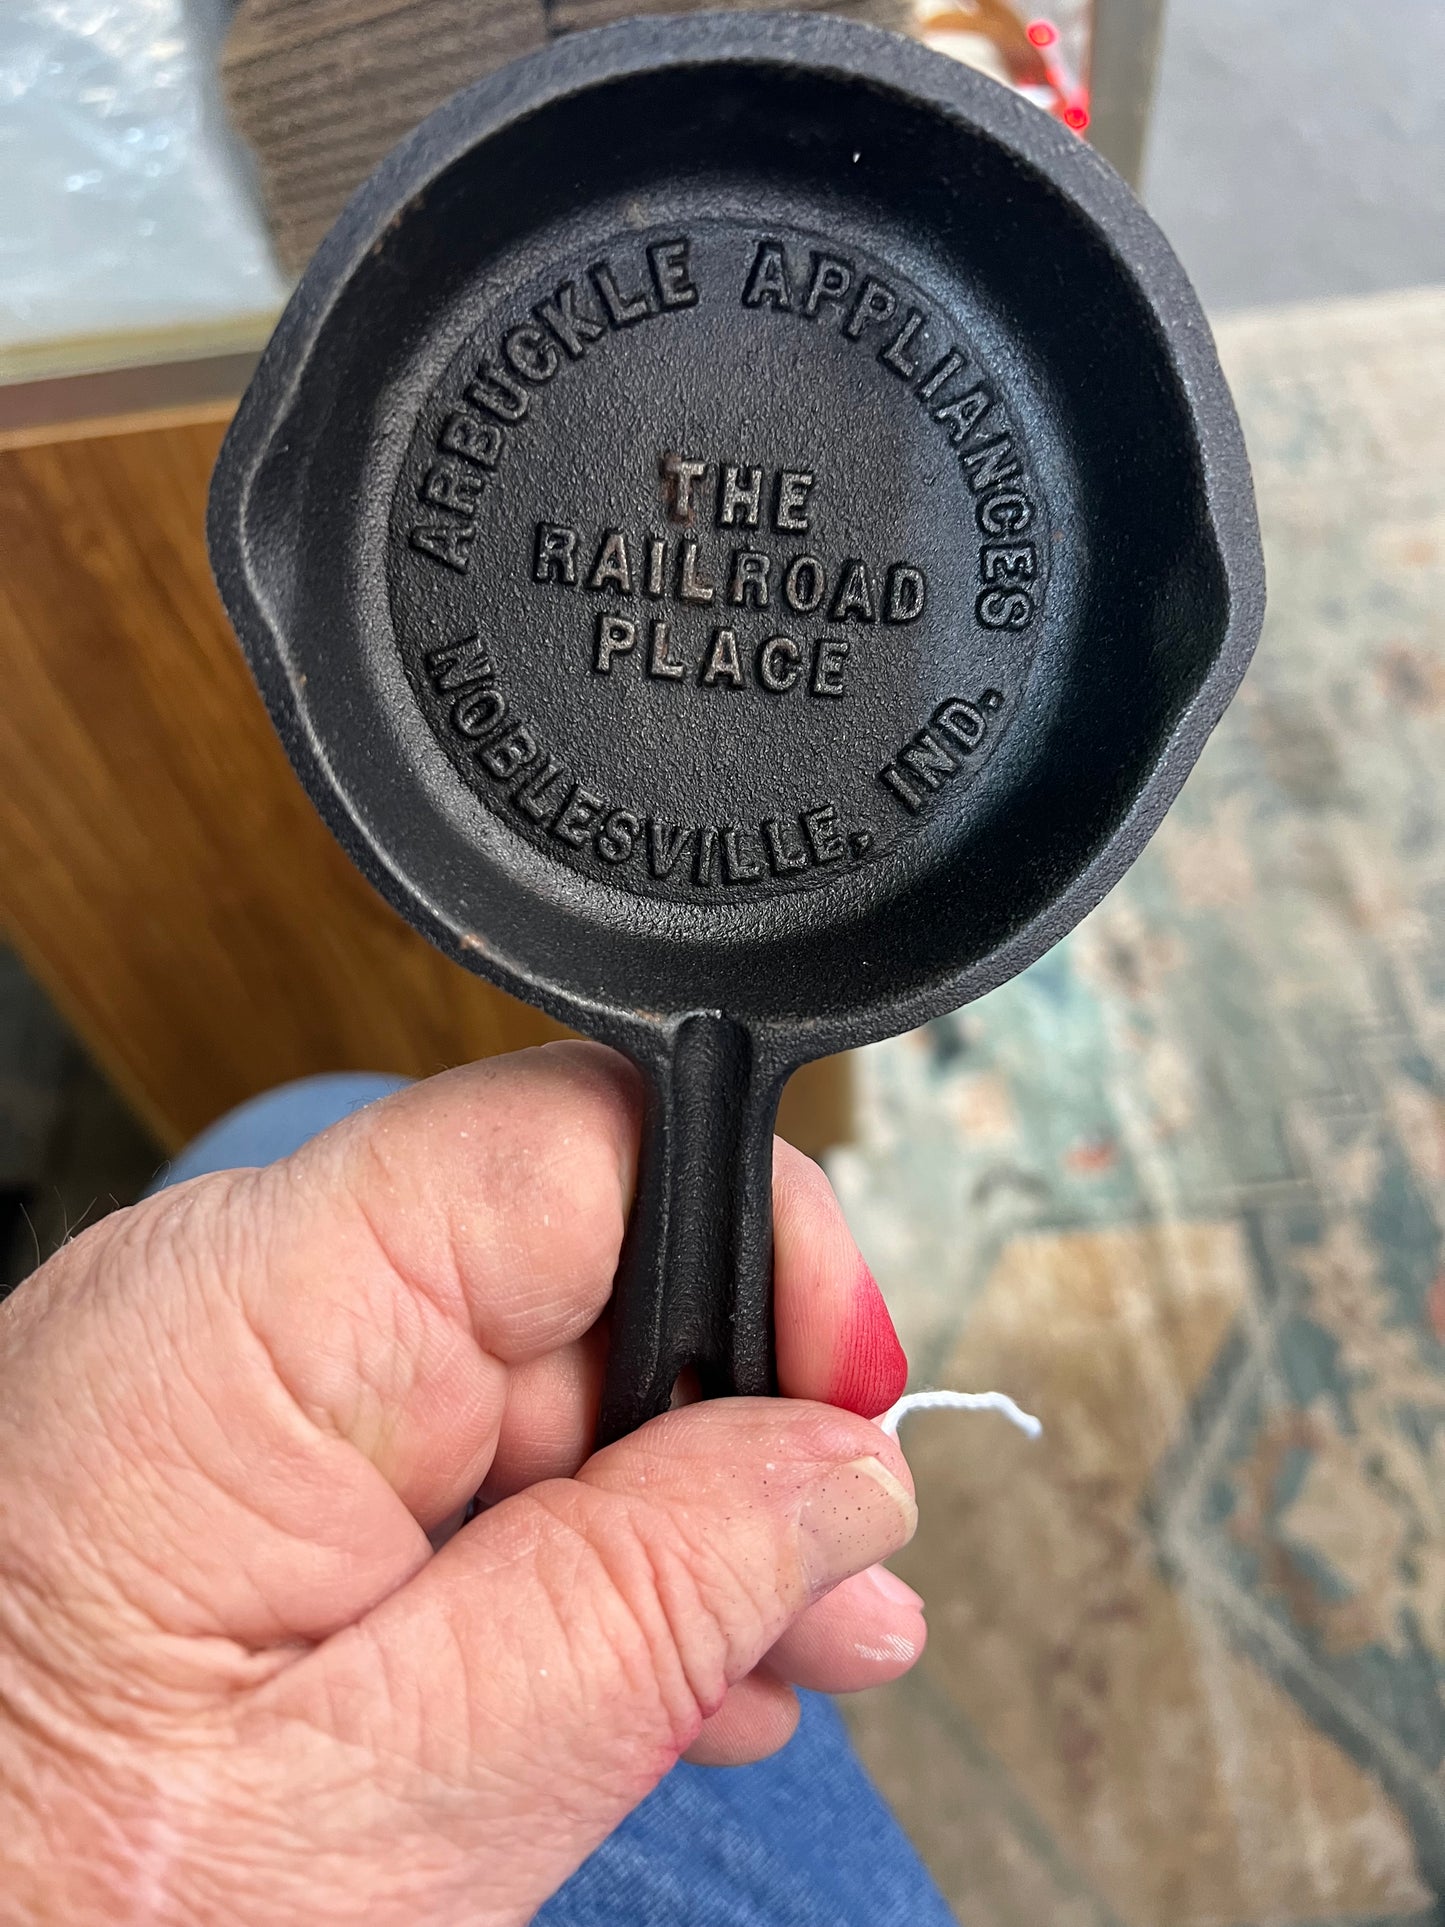 ARBUCKLE APPLIANCES
THE
RAILROAD
PLACE
NOBLESVILLE, IND.